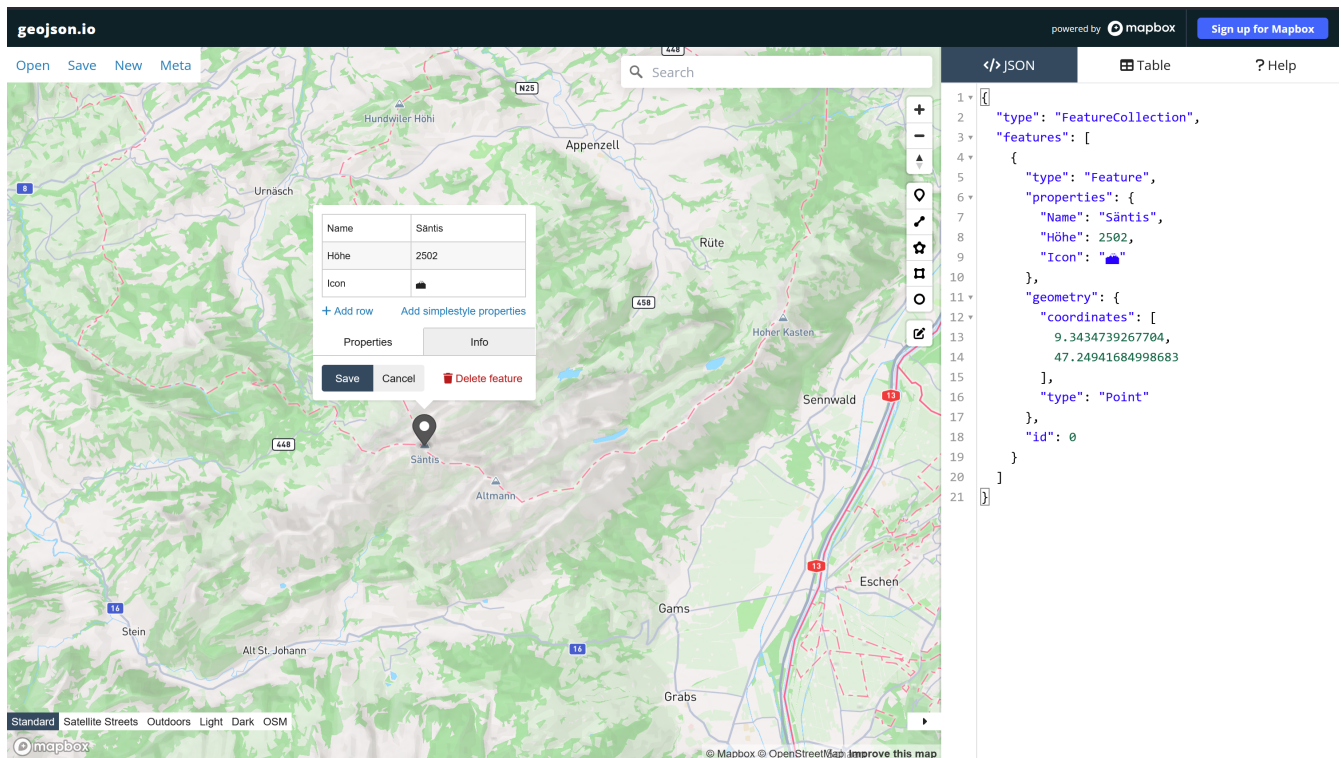 geojson.io
powered by mapbox
Sign up for Mapbox
Open Save New Meta
Search
JSON Table ? Help
448
N25
Hundwiler Höhi
Appenzell
8
Urnäsch
Rüte
Name Säntis
Höhe 2502
Icon
+ Add row Add simplestyle properties
Properties Info
Save Cancel Delete feature
458
Hoher Kasten
Sennwald
13
448
Säntis
Altmann
13
Eschen
16
Gams
Stein
Alt St. Johann
16
Grabs
Standard Satellite Streets Outdoors Light Dark OSM
mapbox
© Mapbox © OpenStreetMap Improve this map
1 {
2 "type": "FeatureCollection",
3 "features": [
4 {
5 "type": "Feature",
6 "properties": {
7 "Name": "Säntis",
8 "Höhe": 2502,
9 "Icon": "🏔"
10 },
11 "geometry": {
12 "coordinates": [
13 9.3434739267704,
14 47.24941684998683
15 ],
16 "type": "Point"
17 },
18 "id": 0
19 }
20 ]
21 }